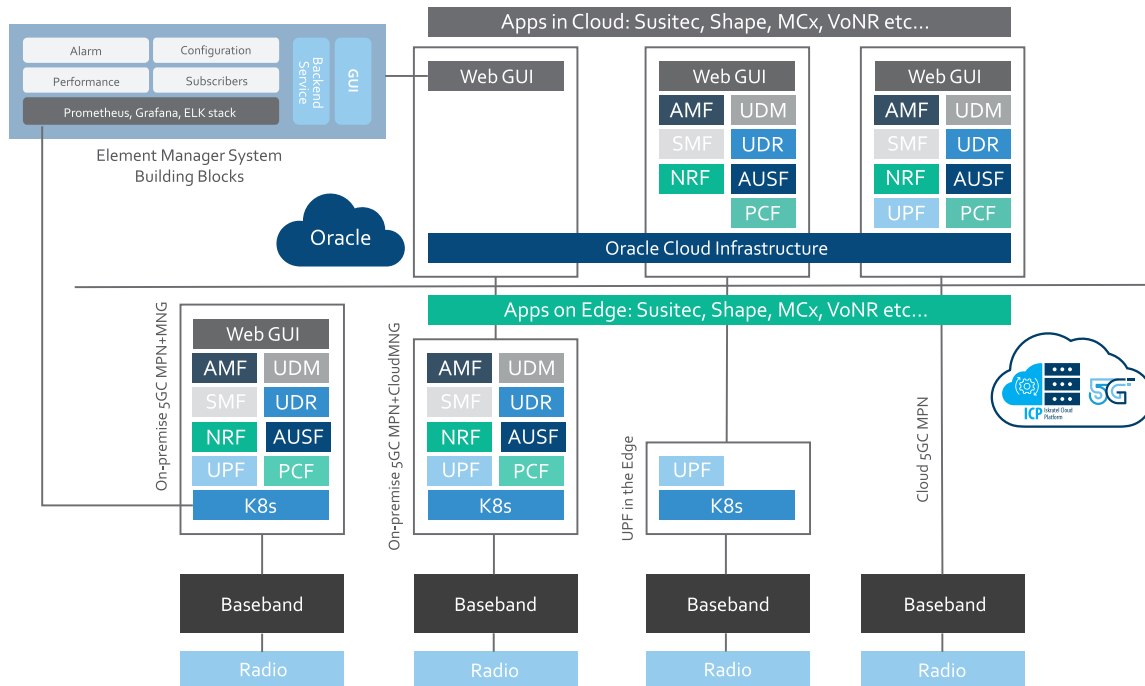 Apps in Cloud: Susitec, Shape, MCx, VoNR etc...
Alarm
Configuration
Performance
Subscribers
Prometheus, Grafana, ELK stack
Backend
Service
GUI
Element Manager System
Building Blocks
Web GUI
Web GUI
AMF
UDM
SMF
UDR
NRF
AUSF
PCF
Web GUI
AMF
UDM
SMF
UDR
NRF
AUSF
UPF
PCF
Oracle
Oracle Cloud Infrastructure
Apps on Edge: Susitec, Shape, MCx, VoNR etc...
On-premise 5GC MPN+MNG
Web GUI
AMF
UDM
SMF
UDR
NRF
AUSF
UPF
PCF
K8s
On-premise 5GC MPN+CloudMNG
AMF
UDM
SMF
UDR
NRF
AUSF
UPF
PCF
K8s
UPF in the Edge
UPF
K8s
Cloud 5GC MPN
ICP
Iskratel Cloud
Platform
5G
Baseband
Baseband
Baseband
Baseband
Radio
Radio
Radio
Radio